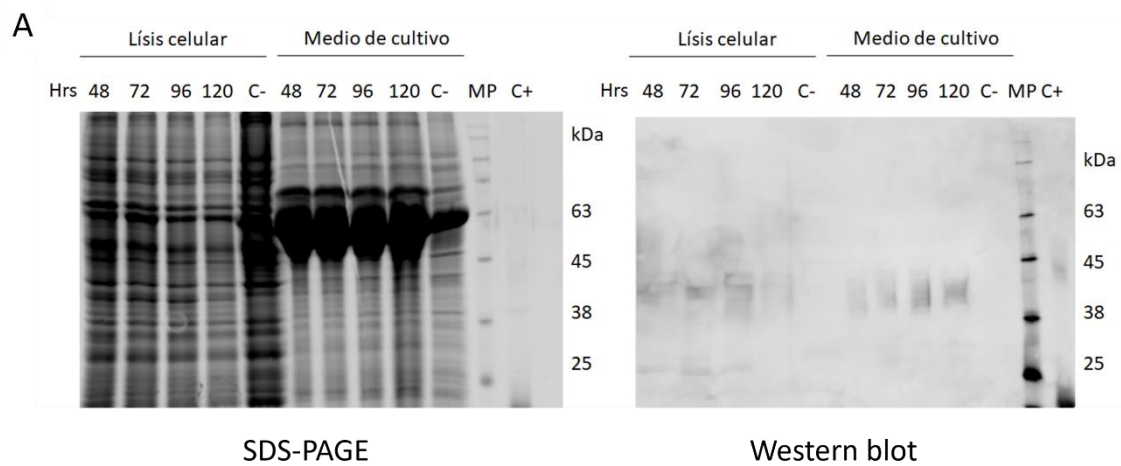 A
Lísis celular Medio de cultivo
Hrs 48 72 96 120 C- 48 72 96 120 C- MP C+
kDa
63
45
38
25
SDS-PAGE
Lísis celular Medio de cultivo
Hrs 48 72 96 120 C- 48 72 96 120 C- MP C+
kDa
63
45
38
25
Western blot